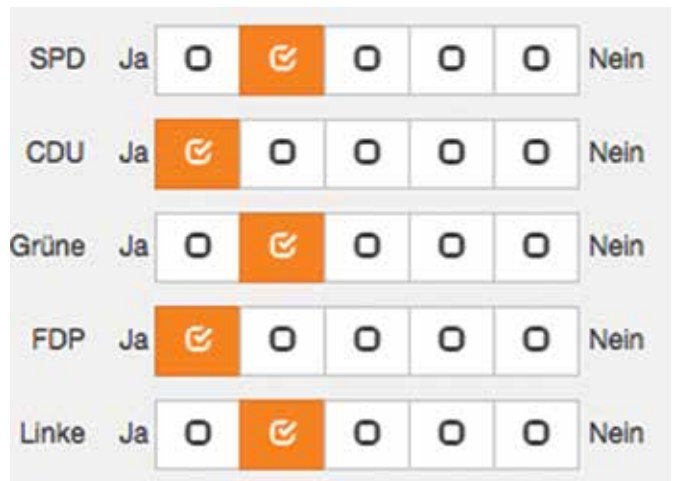 SPD Ja Nein
CDU Ja Nein
Grüne Ja Nein
FDP Ja Nein
Linke Ja Nein